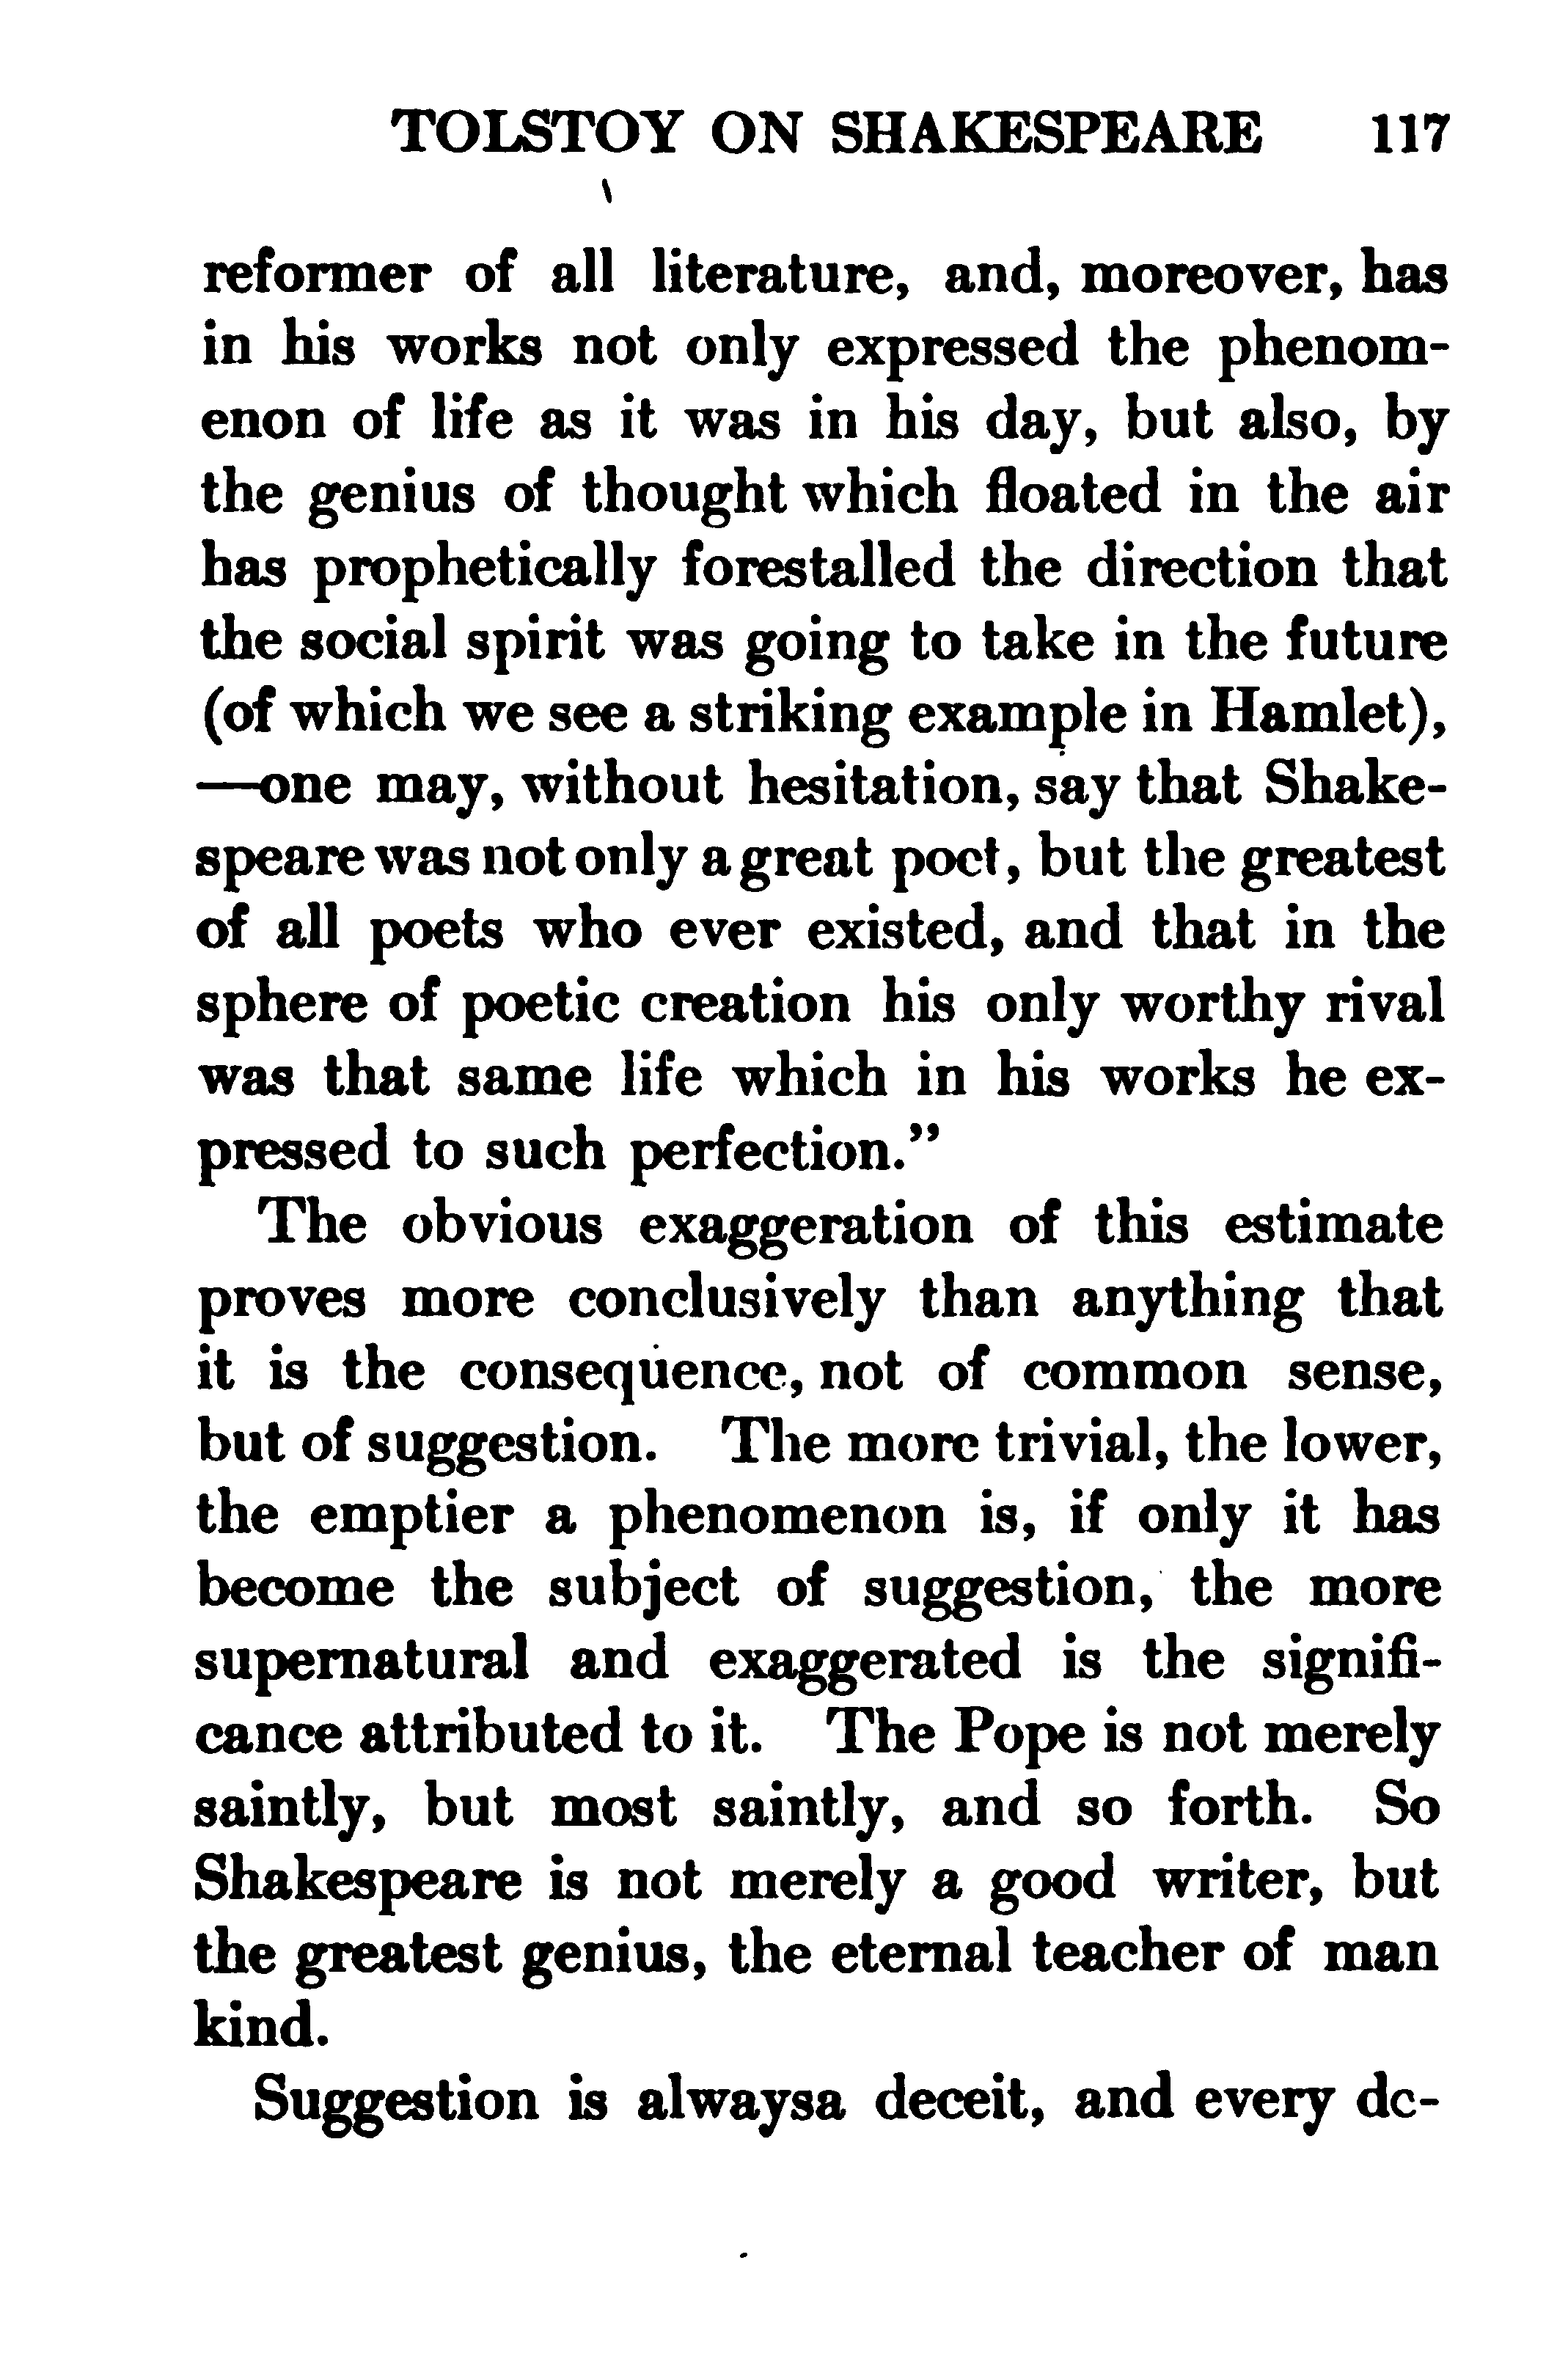 TOLSTOY ON SHAKESPEARE 117
reformer of all literature, and, moreover, has
in his works not only expressed the phenom-
enon of life as it was in his day, but also, by
the genius of thought which floated in the air
has prophetically forestalled the direction that
the social spirit was going to take in the future
(of which we see a striking example in Hamlet),
—one may, without hesitation, say that Shake-
speare was not only a great poet, but the greatest
of all poets who ever existed, and that in the
sphere of poetic creation his only worthy rival
was that same life which in his works he ex-
pressed to such perfection.”
The obvious exaggeration of this estimate
proves more conclusively than anything that
it is the consequence, not of common sense,
but of suggestion. The more trivial, the lower,
the emptier a phenomenon is, if only it has
become the subject of suggestion, the more
supernatural and exaggerated is the signifi-
cance attributed to it. The Pope is not merely
saintly, but most saintly, and so forth. So
Shakespeare is not merely a good writer, but
the greatest genius, the eternal teacher of man
kind.
Suggestion is alwaysa deceit, and every de-